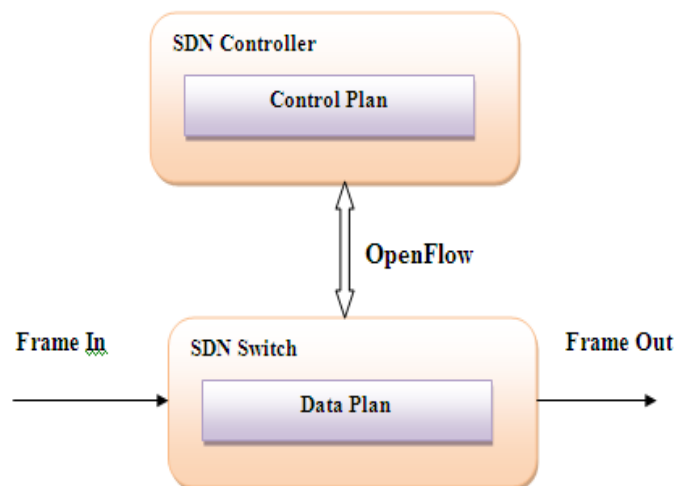 SDN Controller
Control Plan
OpenFlow
Frame In
SDN Switch
Frame Out
Data Plan